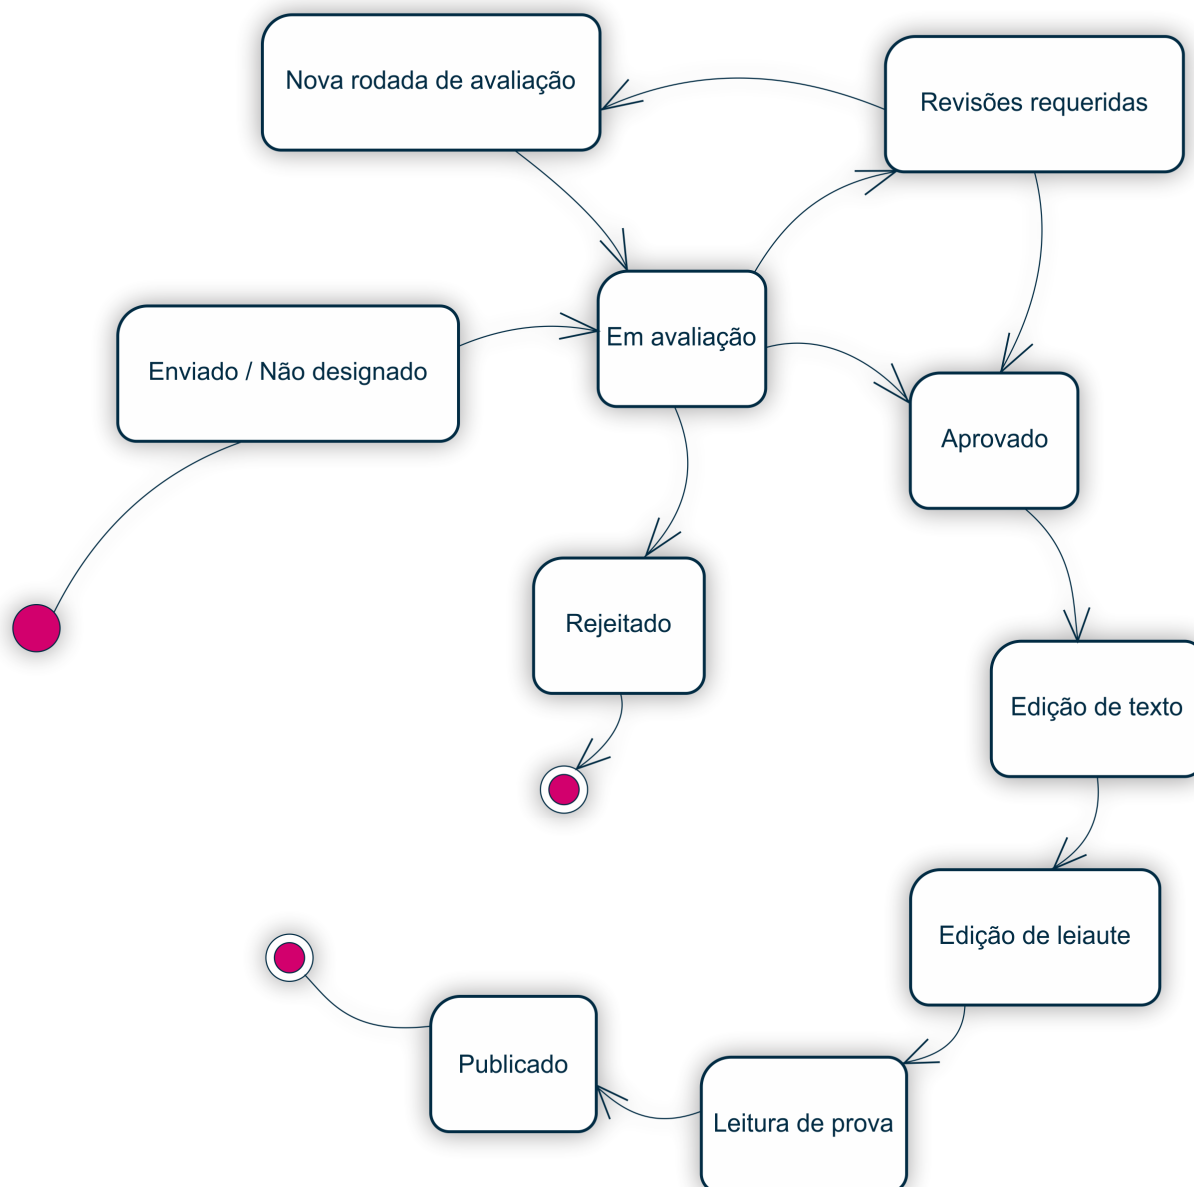 Nova rodada de avaliação
Revisões requeridas
Em avaliação
Enviado / Não designado
Aprovado
Rejeitado
Edição de texto
Edição de leiaute
Publicado
Leitura de prova